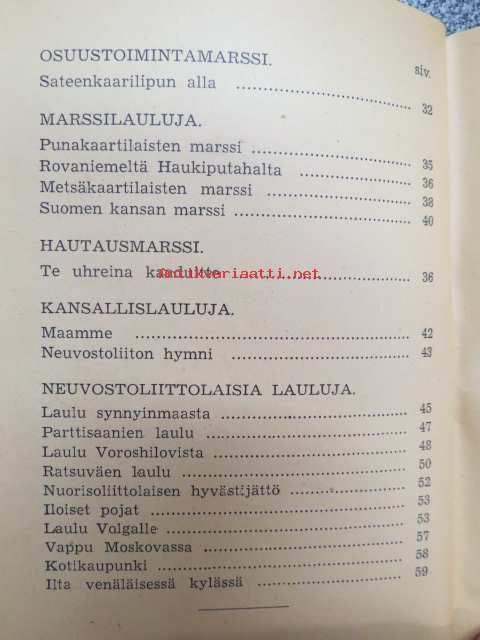 OSUUSTOIMINTAMARSSI.
siv.
Sateenkaarilipun alla .......... 32
MARSSILAULUJA.
Punakaartilaisten marssi .......... 35
Rovaniemeltä Haukiputahalta .......... 36
Metsäkaartilaisten marssi .......... 38
Suomen kansan marssi .......... 40
HAUTAUSMARSSI.
Te uhreina kaaduitte .......... 36
antikvariaatti.net
KANSALLISLAULUJA.
Maamme .......... 42
Neuvostoliiton hymni .......... 43
NEUVOSTOLIITTOLAISIA LAULUJA.
Laulu synnyinmaasta .......... 45
Parttisaanien laulu .......... 47
Laulu Voroshilovista .......... 48
Ratsuväen laulu .......... 50
Nuorisoliittolaisen hyvästijättö .......... 52
Iloiset pojat .......... 53
Laulu Volgalle .......... 53
Vappu Moskovassa .......... 57
Kotikaupunki .......... 58
Ilta venäläisessä kylässä .......... 59